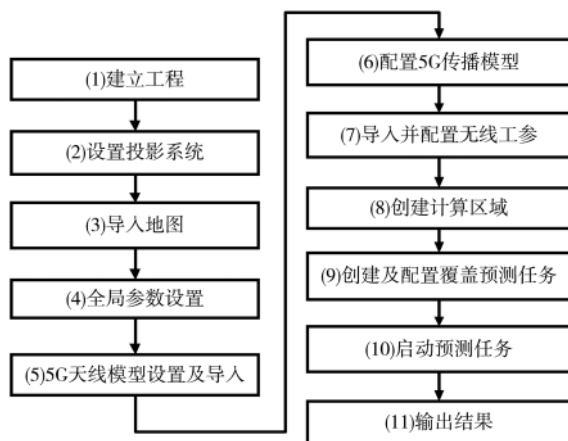 (1)建立工程
(2)设置投影系统
(3)导入地图
(4)全局参数设置
(5)5G天线模型设置及导入
(6)配置5G传播模型
(7)导入并配置无线工参
(8)创建计算区域
(9)创建及配置覆盖预测任务
(10)启动预测任务
(11)输出结果